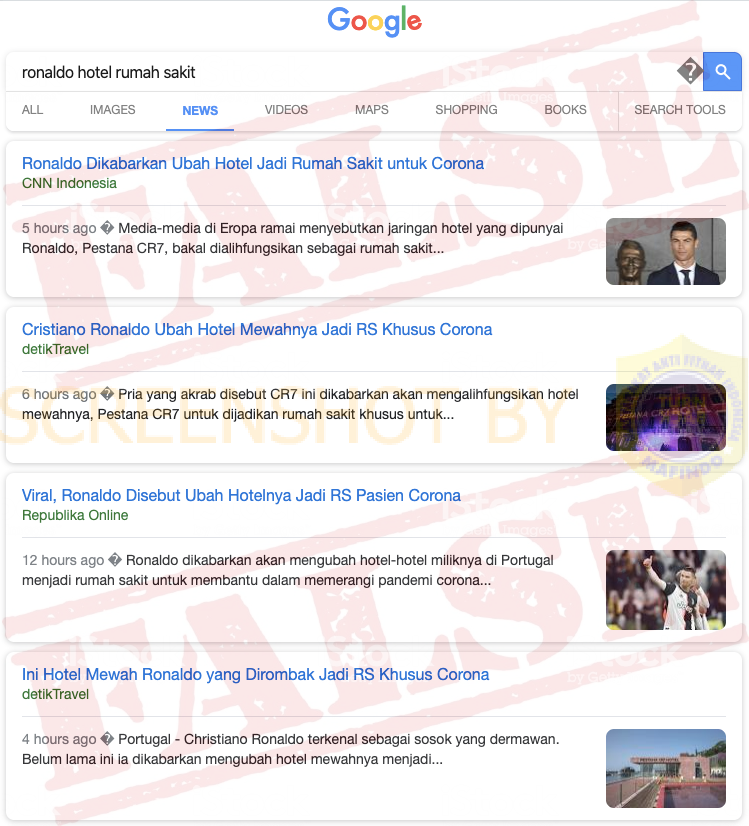 Google
ronaldo hotel rumah sakit
ALL IMAGES NEWS VIDEOS MAPS SHOPPING BOOKS SEARCH TOOLS
Ronaldo Dikabarkan Ubah Hotel Jadi Rumah Sakit untuk Corona
CNN Indonesia
5 hours ago � Media-media di Eropa ramai menyebutkan jaringan hotel yang dipunyai
Ronaldo, Pestana CR7, bakal dialihfungsikan sebagai rumah sakit...
Cristiano Ronaldo Ubah Hotel Mewahnya Jadi RS Khusus Corona
detikTravel
6 hours ago � Pria yang akrab disebut CR7 ini dikabarkan akan mengalihfungsikan hotel
mewahnya, Pestana CR7 untuk dijadikan rumah sakit khusus untuk...
PESTANA CR7 HOTEL
SCREENSHOT BY
TURN
MAFINDO
Viral, Ronaldo Disebut Ubah Hotelnya Jadi RS Pasien Corona
Republika Online
12 hours ago � Ronaldo dikabarkan akan mengubah hotel-hotel miliknya di Portugal
menjadi rumah sakit untuk membantu dalam memerangi pandemi corona...
Ini Hotel Mewah Ronaldo yang Dirombak Jadi RS Khusus Corona
detikTravel
4 hours ago � Portugal - Christiano Ronaldo terkenal sebagai sosok yang dermawan.
Belum lama ini ia dikabarkan mengubah hotel mewahnya menjadi...
FALSE
FALSE